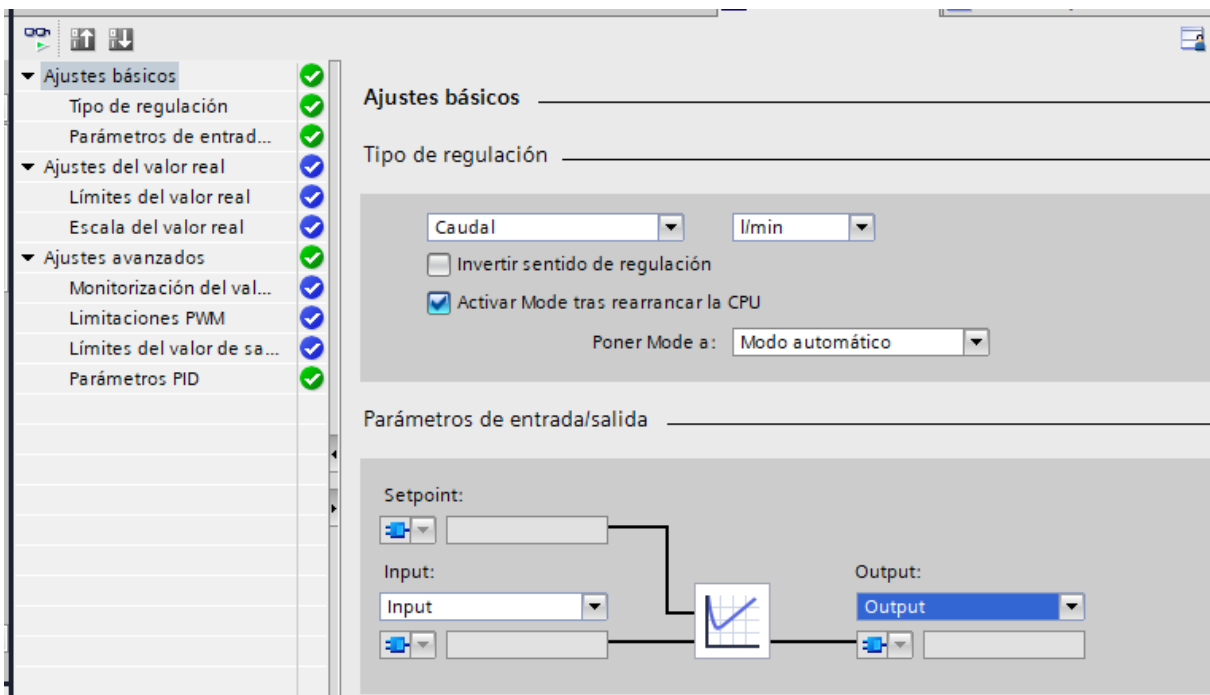 Ajustes básicos
Tipo de regulación
Parámetros de entrad...
Ajustes del valor real
Límites del valor real
Escala del valor real
Ajustes avanzados
Monitorización del val...
Limitaciones PWM
Límites del valor de sa...
Parámetros PID
Ajustes básicos
Tipo de regulación
Caudal l/min
Invertir sentido de regulación
Activar Mode tras rearrancar la CPU
Poner Mode a: Modo automático
Parámetros de entrada/salida
Setpoint:
Input: Output:
Input Output